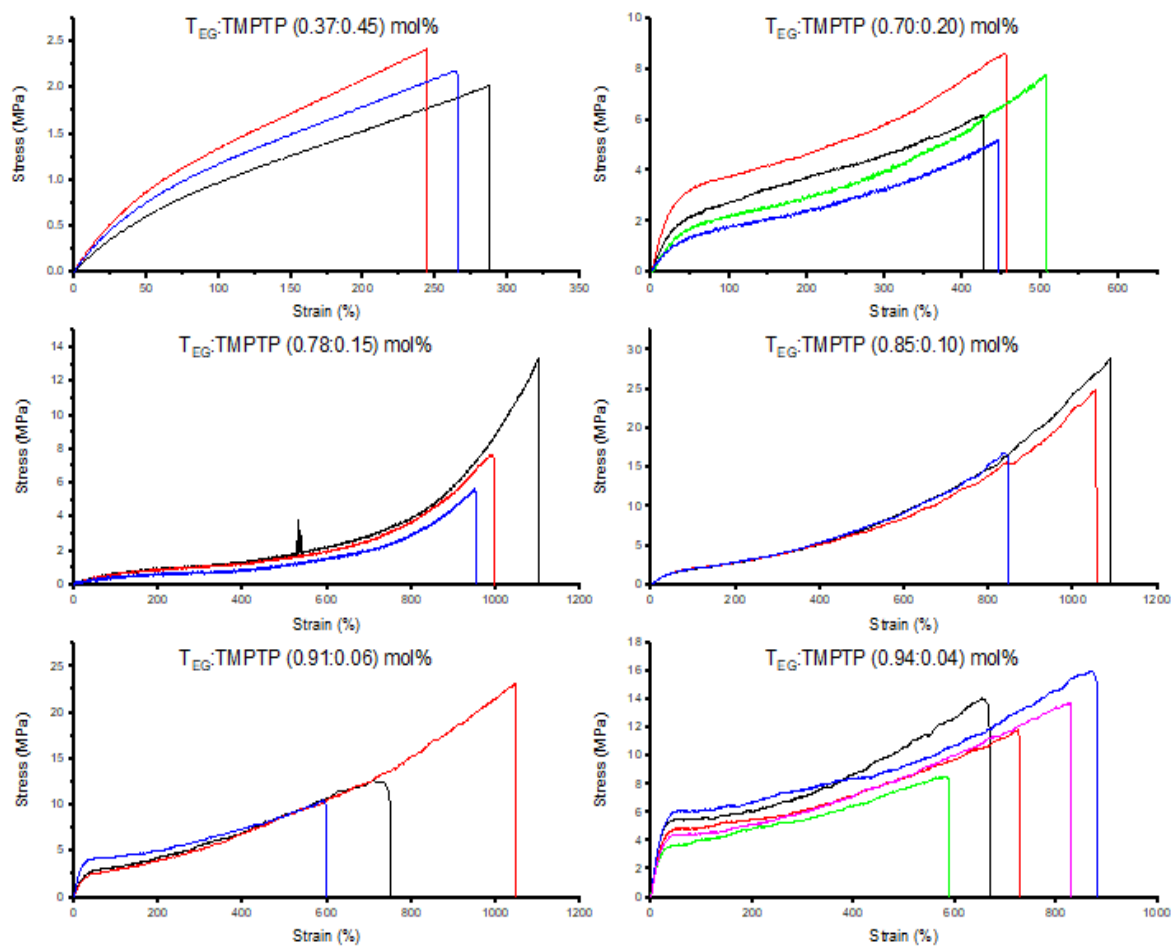 T_EG:TMPTP (0.37:0.45) mol%
Stress (MPa)
2.5
2.0
1.5
1.0
0.5
0.0
0 50 100 150 200 250 300 350
Strain (%)
T_EG:TMPTP (0.70:0.20) mol%
Stress (MPa)
10
8
6
4
2
0
0 100 200 300 400 500 600
Strain (%)
T_EG:TMPTP (0.78:0.15) mol%
Stress (MPa)
14
12
10
8
6
4
2
0
0 200 400 600 800 1000 1200
Strain (%)
T_EG:TMPTP (0.85:0.10) mol%
Stress (MPa)
30
25
20
15
10
5
0
0 200 400 600 800 1000 1200
Strain (%)
T_EG:TMPTP (0.91:0.06) mol%
Stress (MPa)
25
20
15
10
5
0
0 200 400 600 800 1000 1200
Strain (%)
T_EG:TMPTP (0.94:0.04) mol%
Stress (MPa)
18
16
14
12
10
8
6
4
2
0
0 200 400 600 800 1000
Strain (%)